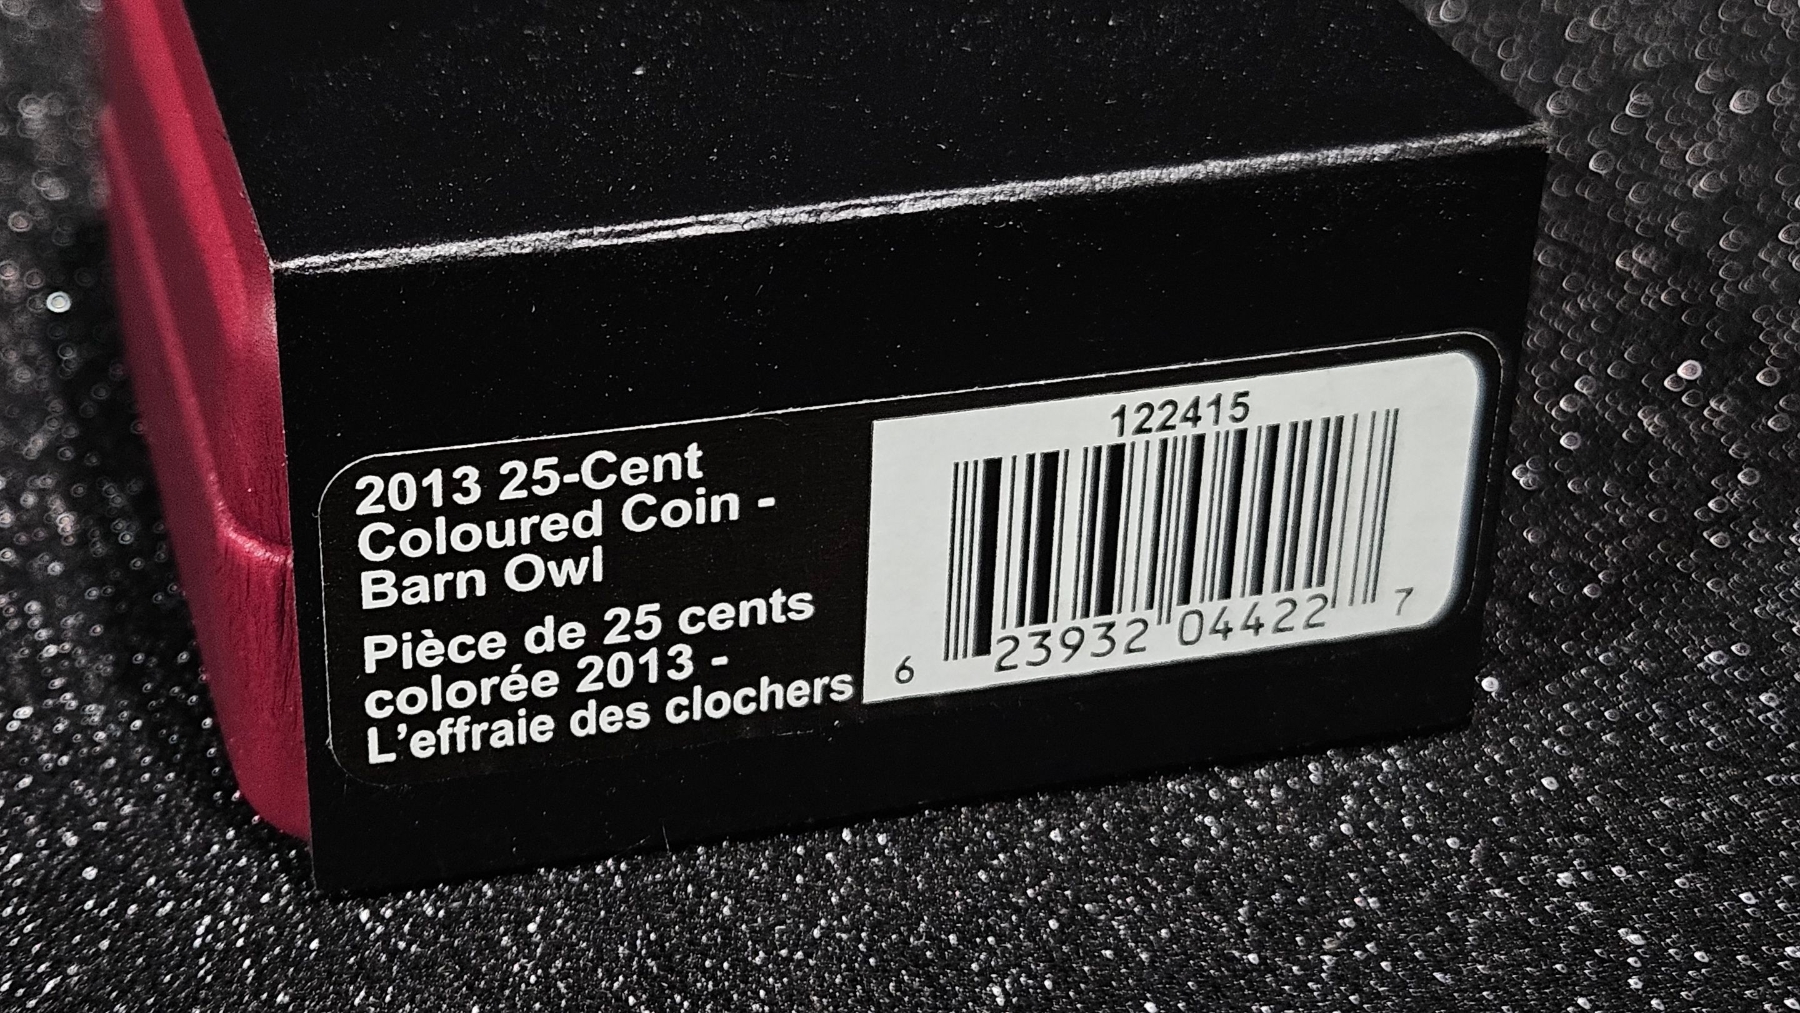 2013 25-Cent
Coloured Coin -
Barn Owl
Pièce de 25 cents
colorée 2013 -
L'effraie des clochers
122415
6 23932 04422 7